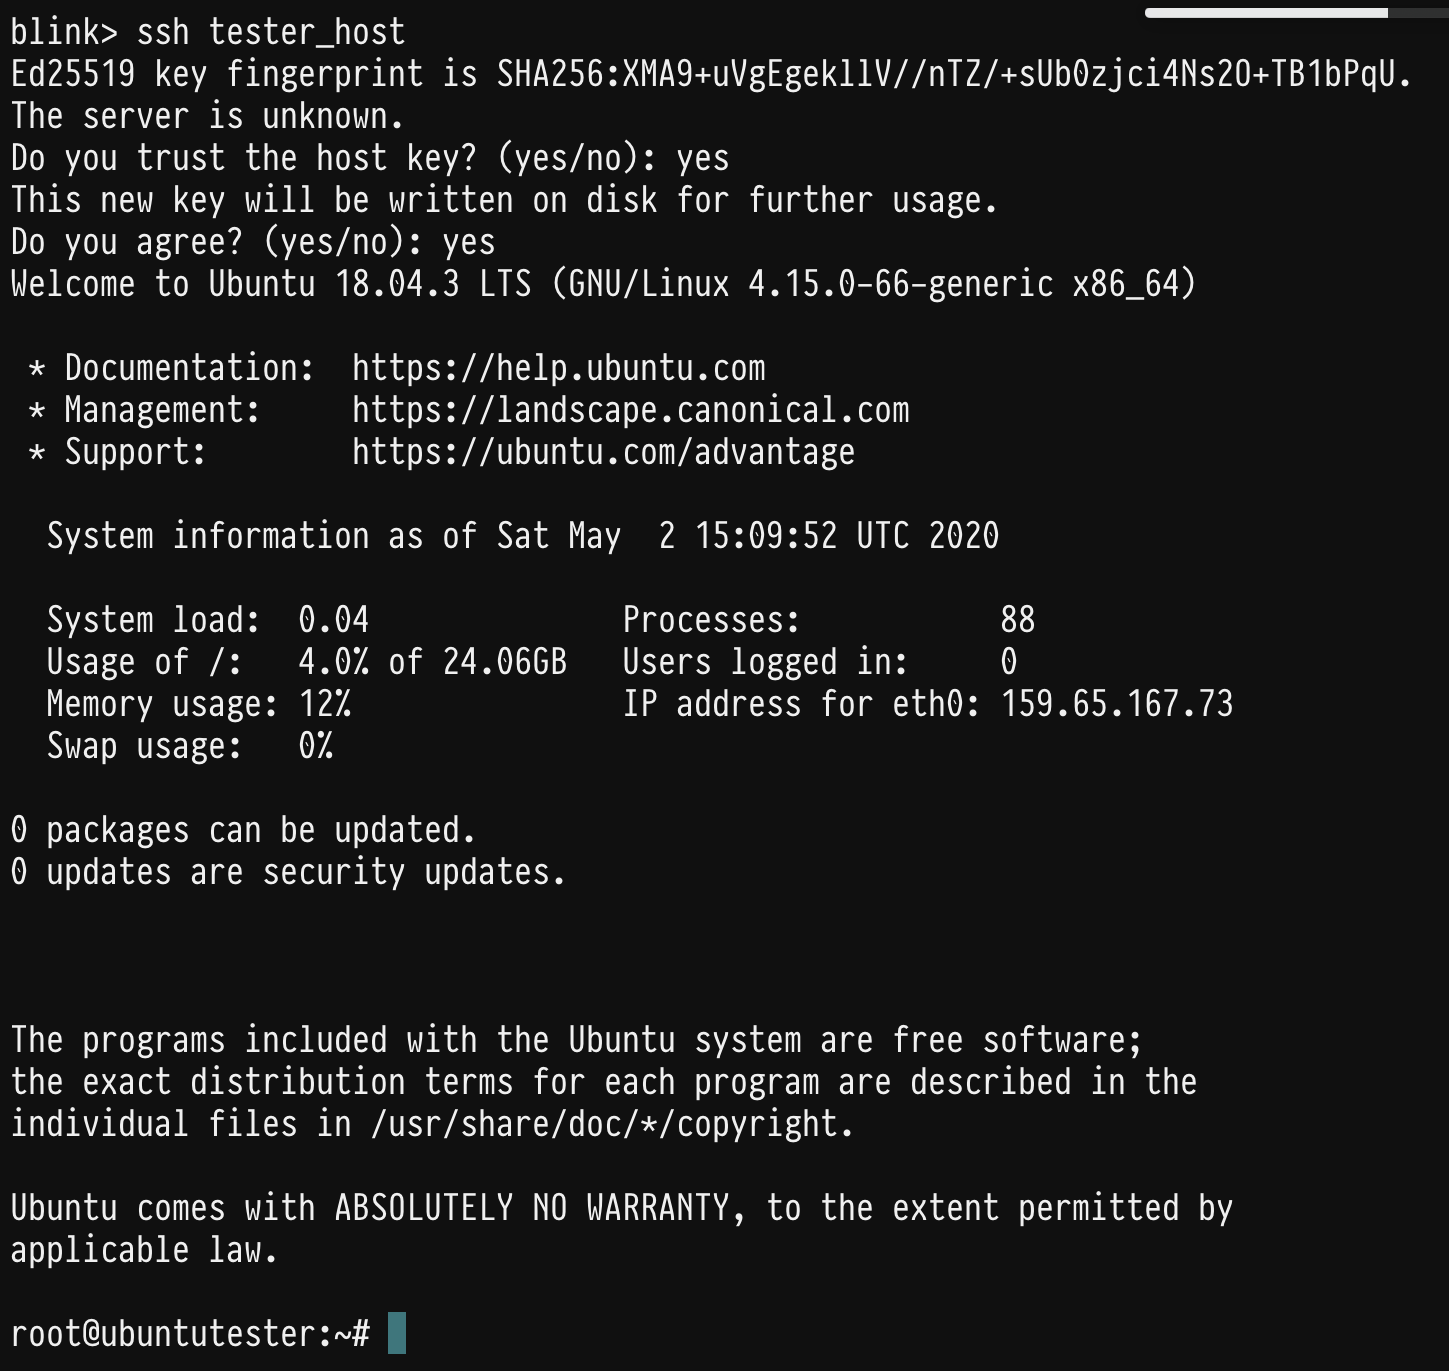 blink> ssh tester_host
Ed25519 key fingerprint is SHA256:XMA9+uVgEgekllV//nTZ/+sUb0zjci4Ns2O+TB1bPqU.
The server is unknown.
Do you trust the host key? (yes/no): yes
This new key will be written on disk for further usage.
Do you agree? (yes/no): yes
Welcome to Ubuntu 18.04.3 LTS (GNU/Linux 4.15.0-66-generic x86_64)
 * Documentation:  https://help.ubuntu.com
 * Management:     https://landscape.canonical.com
 * Support:        https://ubuntu.com/advantage
  System information as of Sat May  2 15:09:52 UTC 2020
  System load:  0.04              Processes:           88
  Usage of /:   4.0% of 24.06GB   Users logged in:     0
  Memory usage: 12%               IP address for eth0: 159.65.167.73
  Swap usage:   0%
0 packages can be updated.
0 updates are security updates.
The programs included with the Ubuntu system are free software;
the exact distribution terms for each program are described in the
individual files in /usr/share/doc/*/copyright.
Ubuntu comes with ABSOLUTELY NO WARRANTY, to the extent permitted by
applicable law.
root@ubuntutester:~#